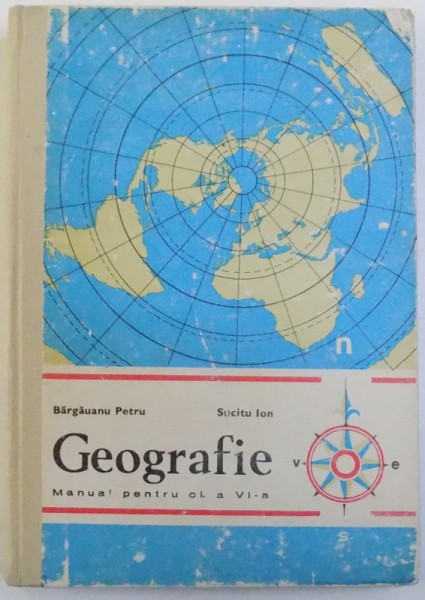 n
Bărgăuanu Petru Sucitu Ion
Geografie
v e
Manual pentru cl. a VI-a
s